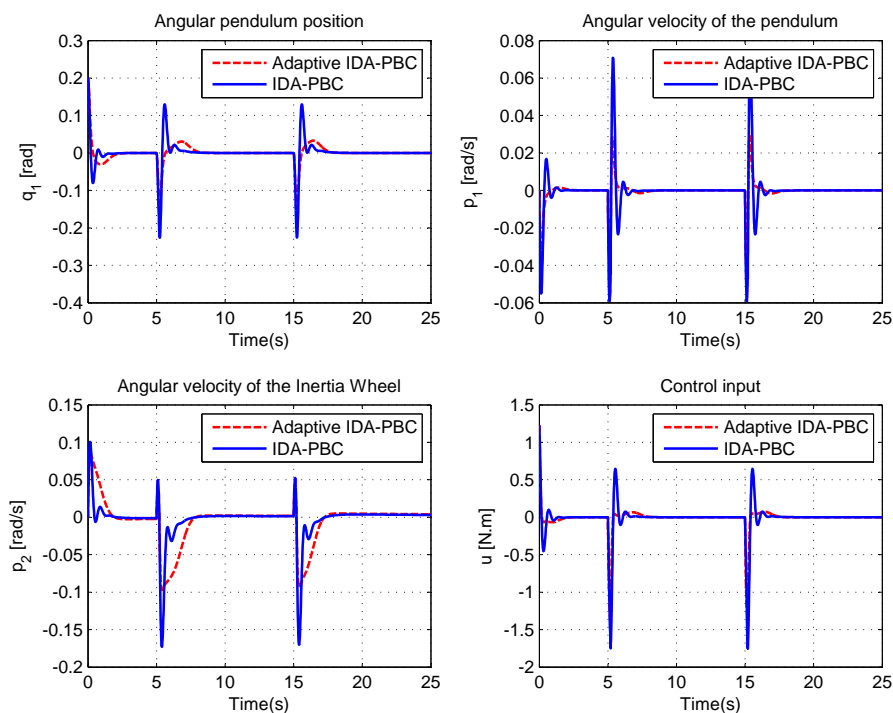 Angular pendulum position
0.3
0.2
0.1
0
-0.1
-0.2
-0.3
-0.4
q1 [rad]
0 5 10 15 20 25
Time(s)
Adaptive IDA-PBC
IDA-PBC
Angular velocity of the pendulum
0.08
0.06
0.04
0.02
0
-0.02
-0.04
-0.06
p1 [rad/s]
0 5 10 15 20 25
Time(s)
Adaptive IDA-PBC
IDA-PBC
Angular velocity of the Inertia Wheel
0.15
0.1
0.05
0
-0.05
-0.1
-0.15
-0.2
p2 [rad/s]
0 5 10 15 20 25
Time(s)
Adaptive IDA-PBC
IDA-PBC
Control input
1.5
1
0.5
0
-0.5
-1
-1.5
-2
u [N.m]
0 5 10 15 20 25
Time(s)
Adaptive IDA-PBC
IDA-PBC